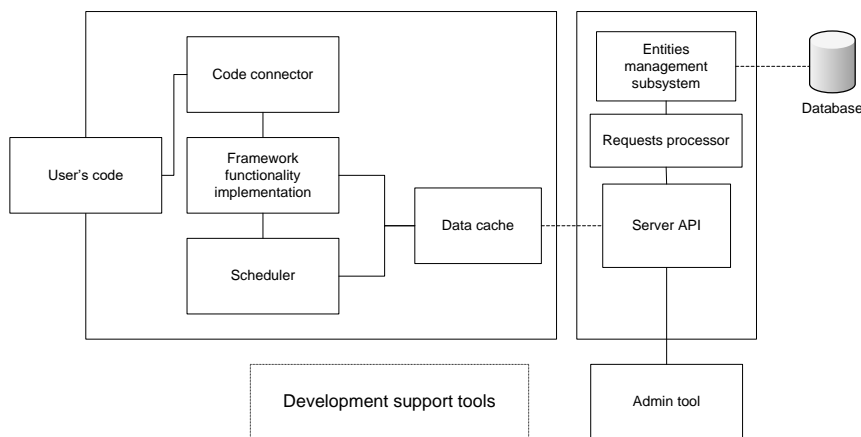 Code connector
User's code
Framework
functionality
implementation
Scheduler
Data cache
Entities
management
subsystem
Requests processor
Server API
Database
Development support tools
Admin tool